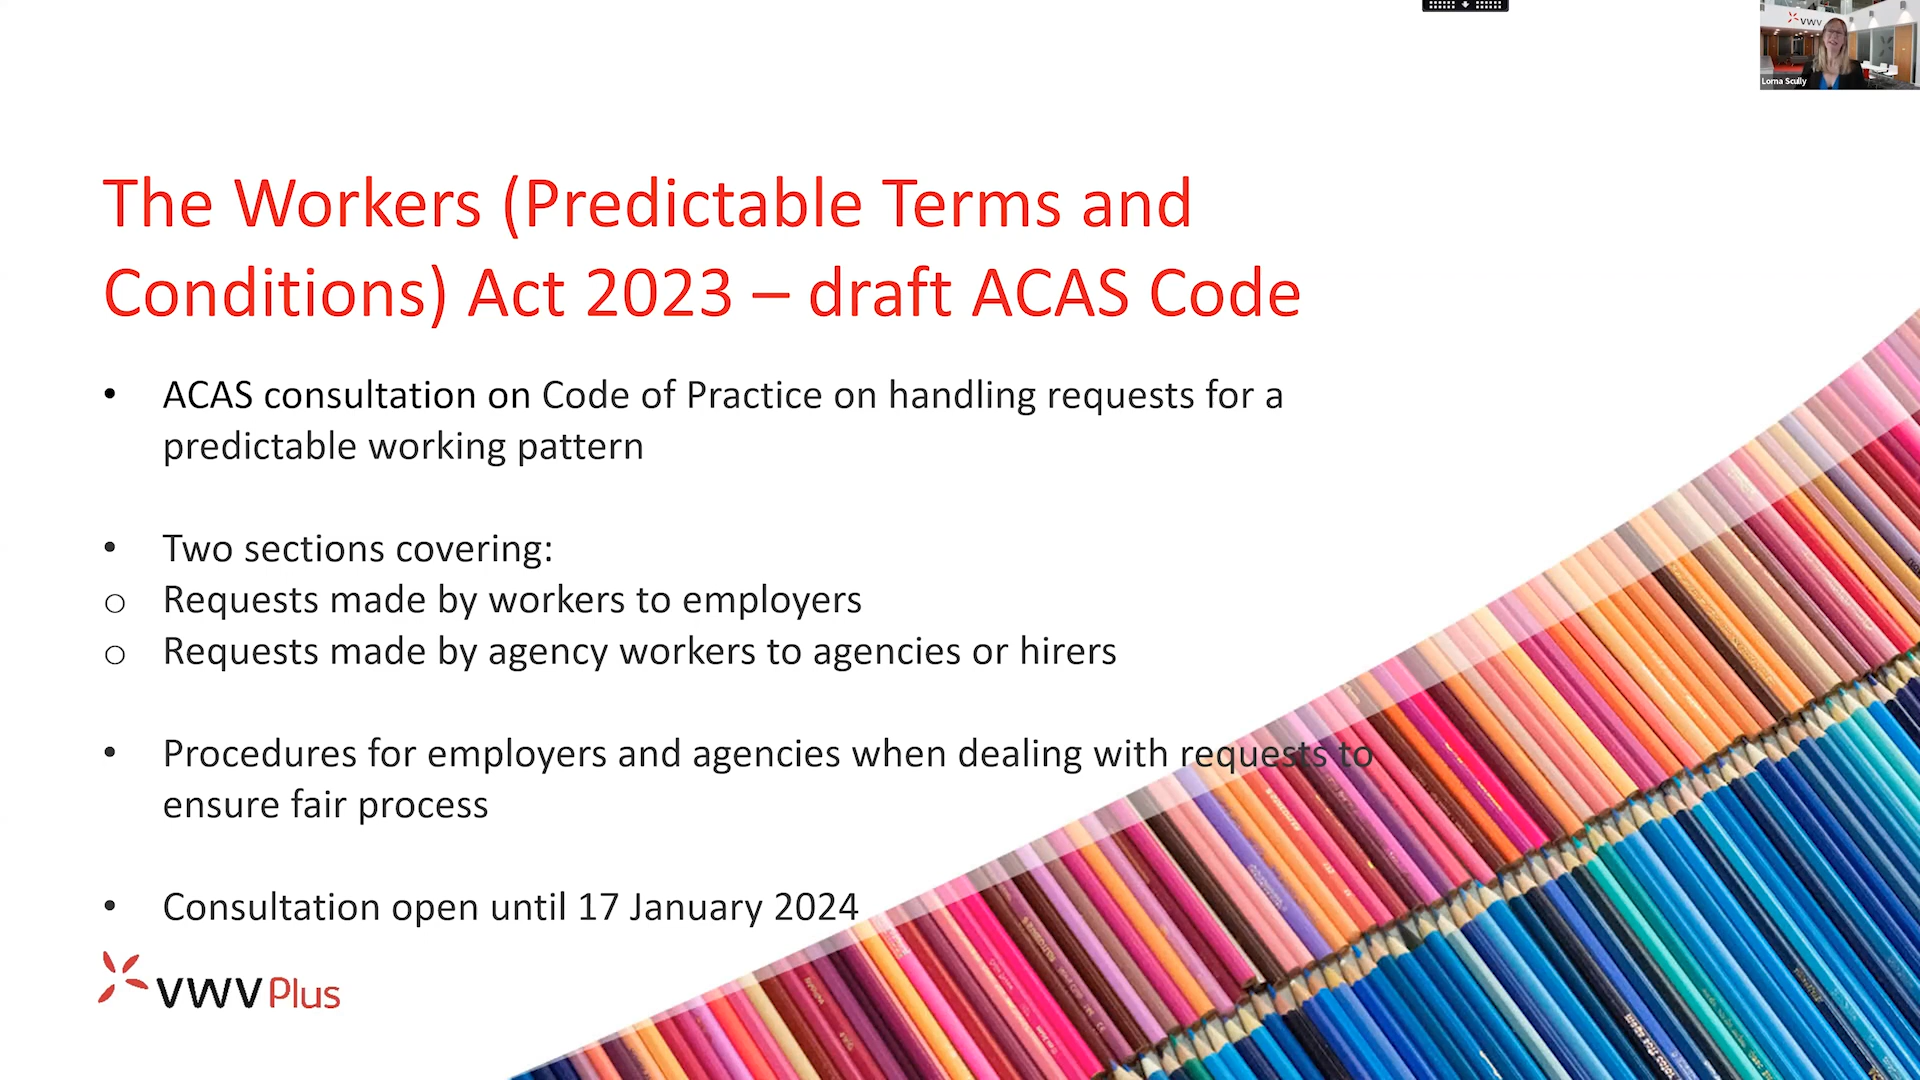 VWV
Lorna Scully
The Workers (Predictable Terms and
Conditions) Act 2023 – draft ACAS Code
• ACAS consultation on Code of Practice on handling requests for a
predictable working pattern
• Two sections covering:
o Requests made by workers to employers
o Requests made by agency workers to agencies or hirers
• Procedures for employers and agencies when dealing with requests to
ensure fair process
• Consultation open until 17 January 2024
VWV Plus